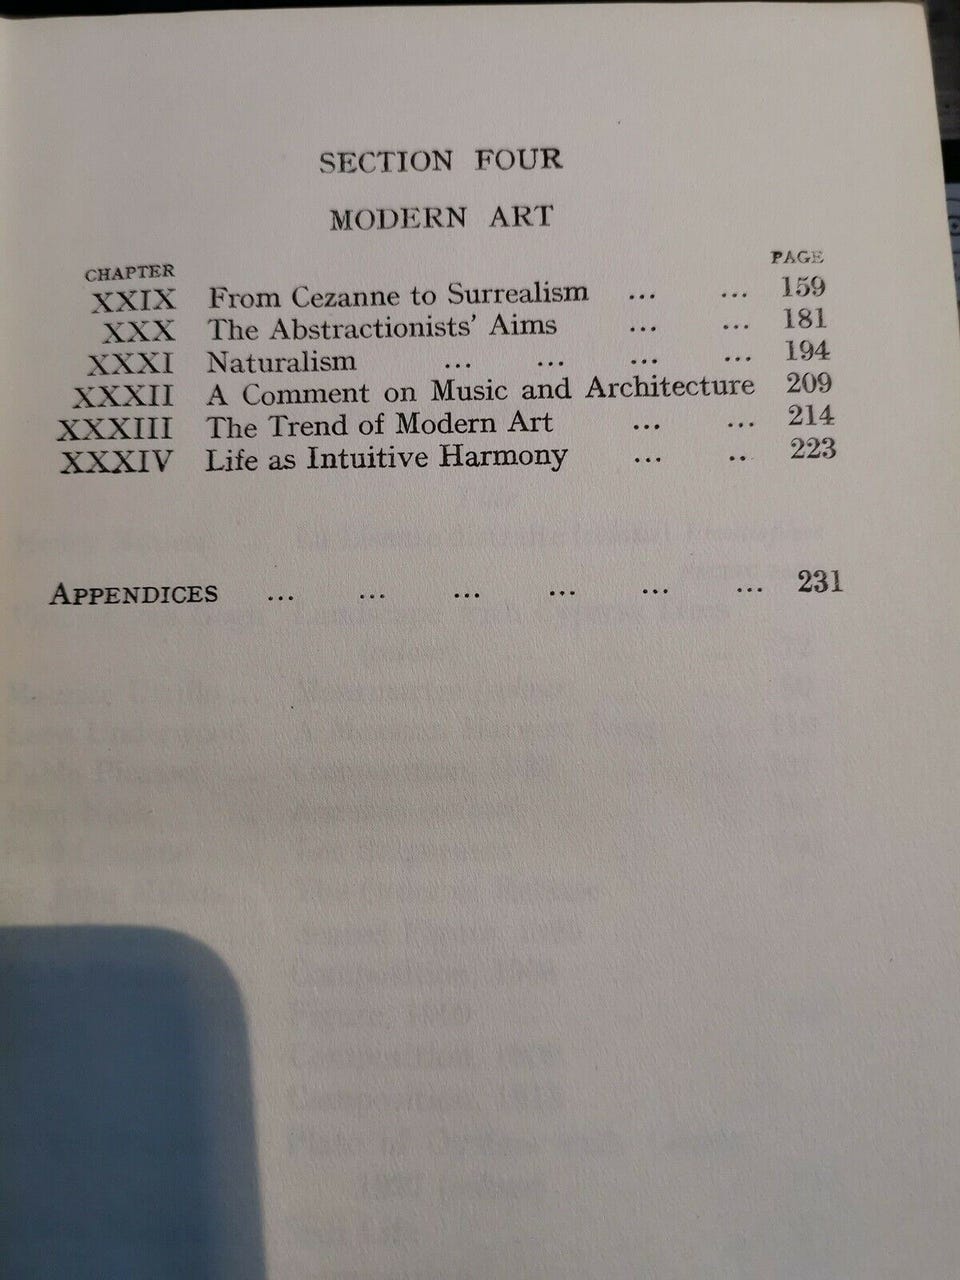 SECTION FOUR
MODERN ART
CHAPTER PAGE
XXIX From Cezanne to Surrealism ... ... 159
XXX The Abstractionists' Aims ... ... 181
XXXI Naturalism ... ... ... ... 194
XXXII A Comment on Music and Architecture 209
XXXIII The Trend of Modern Art ... ... 214
XXXIV Life as Intuitive Harmony ... .. 223
APPENDICES ... ... ... ... ... ... 231